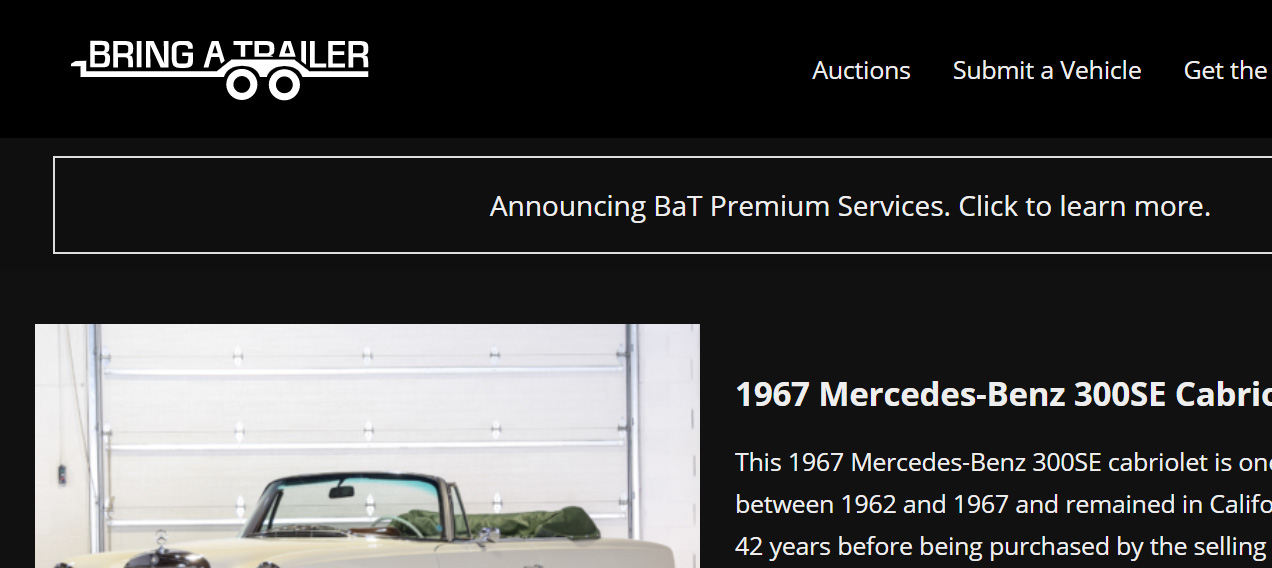 BRING A TRAILER
Auctions Submit a Vehicle Get the
Announcing BaT Premium Services. Click to learn more.
1967 Mercedes-Benz 300SE Cabrio
This 1967 Mercedes-Benz 300SE cabriolet is one
between 1962 and 1967 and remained in Califo
42 years before being purchased by the selling